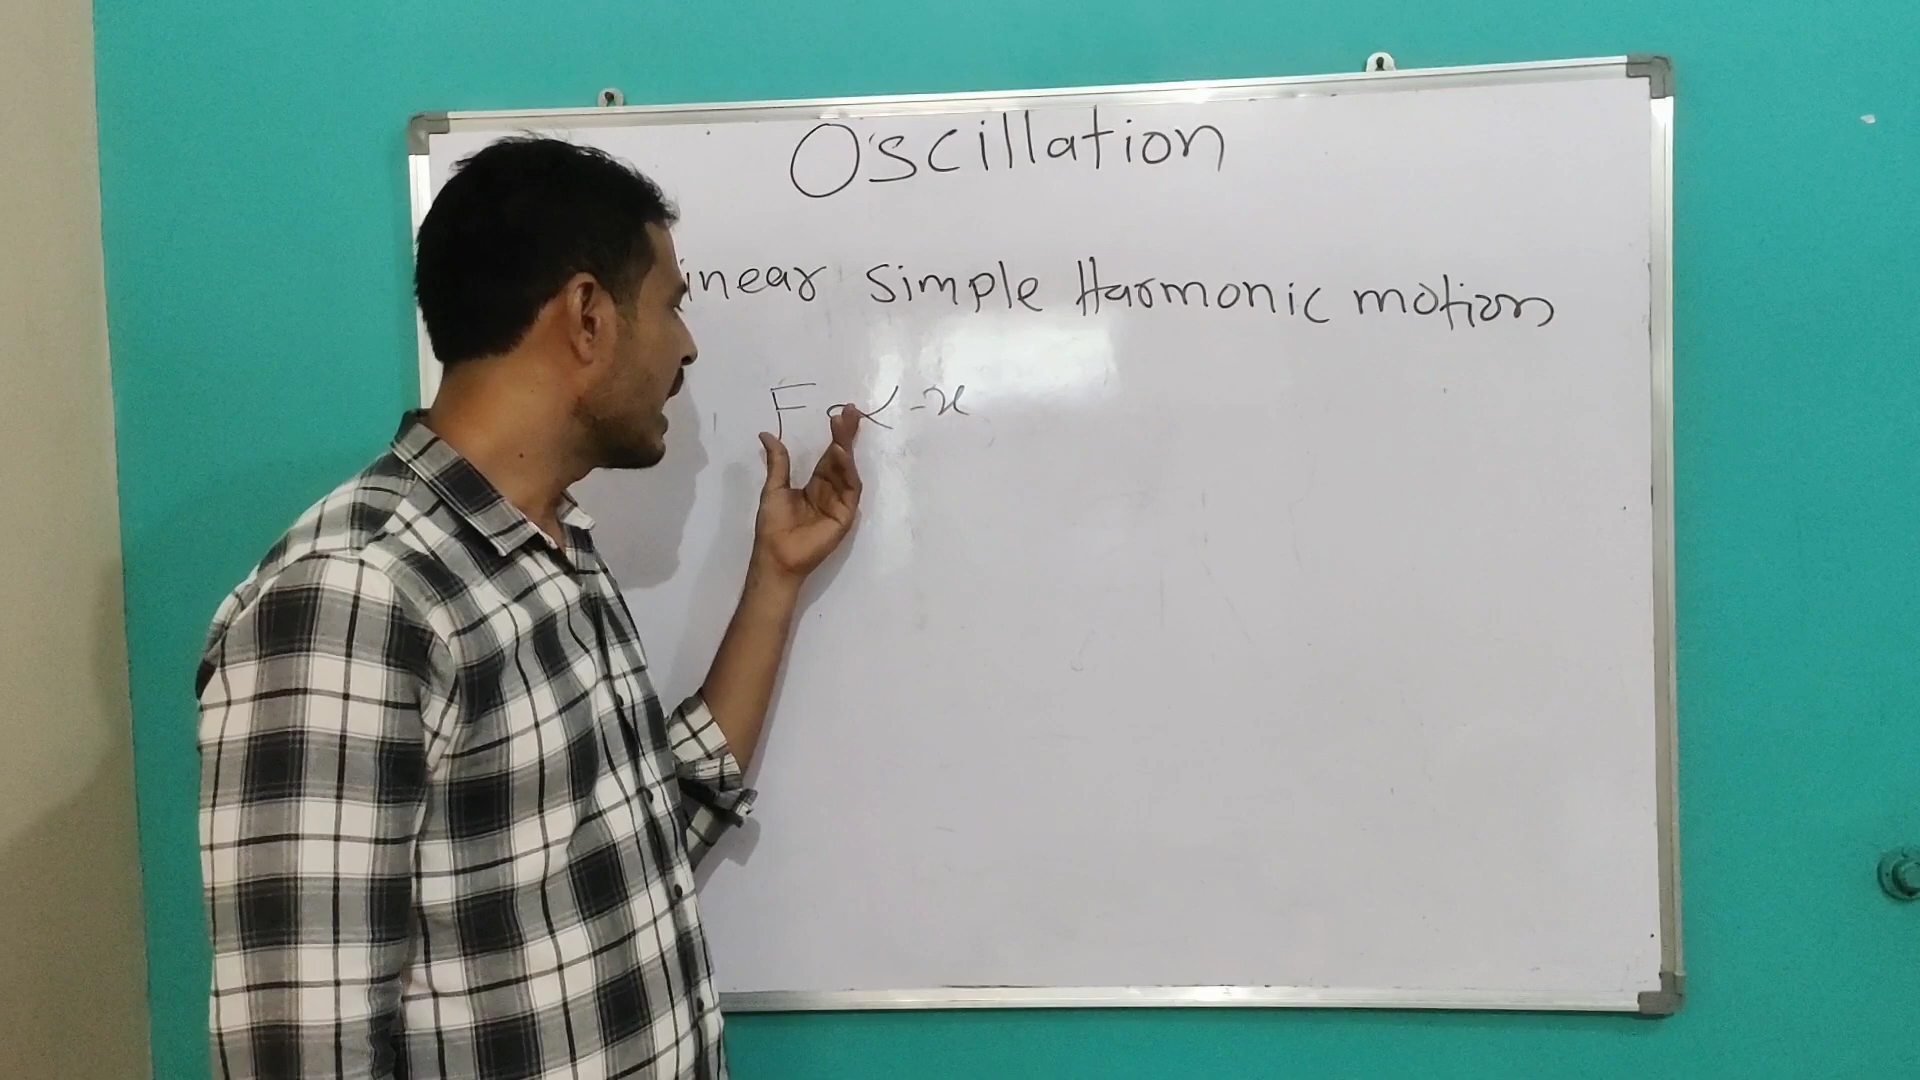 Oscillation
inear simple Harmonic motion
F ∝ -x